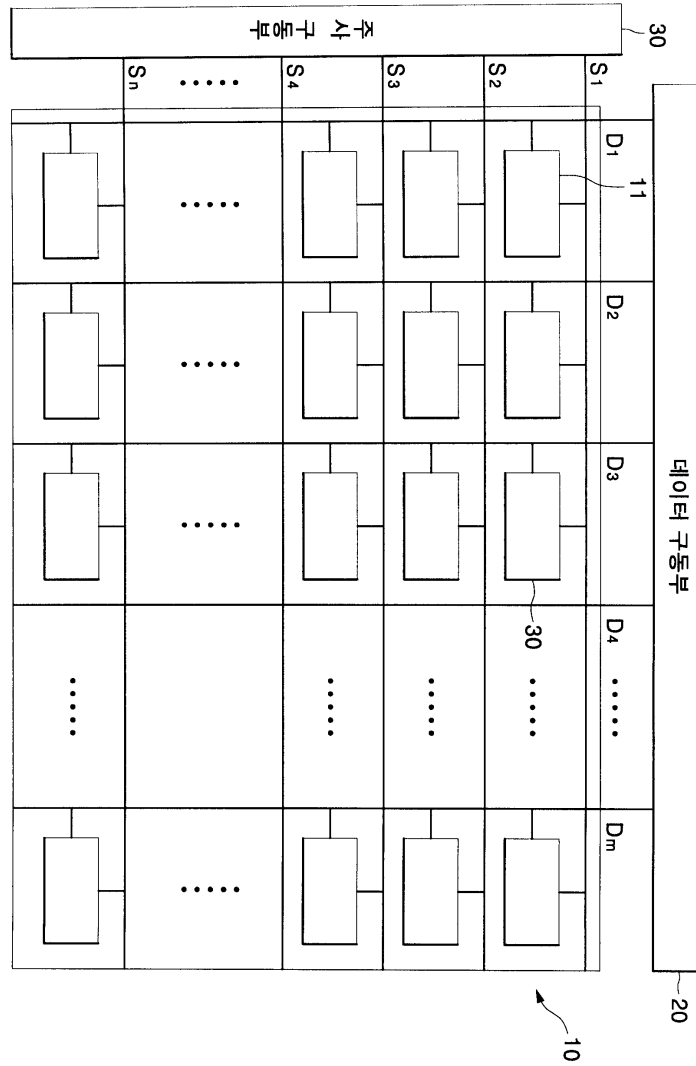 데이터 구동부
20
D1 D2 D3 D4 ..... Dm
30
주사 구동부
S1
S2
S3
S4
.....
Sn
11
30
10